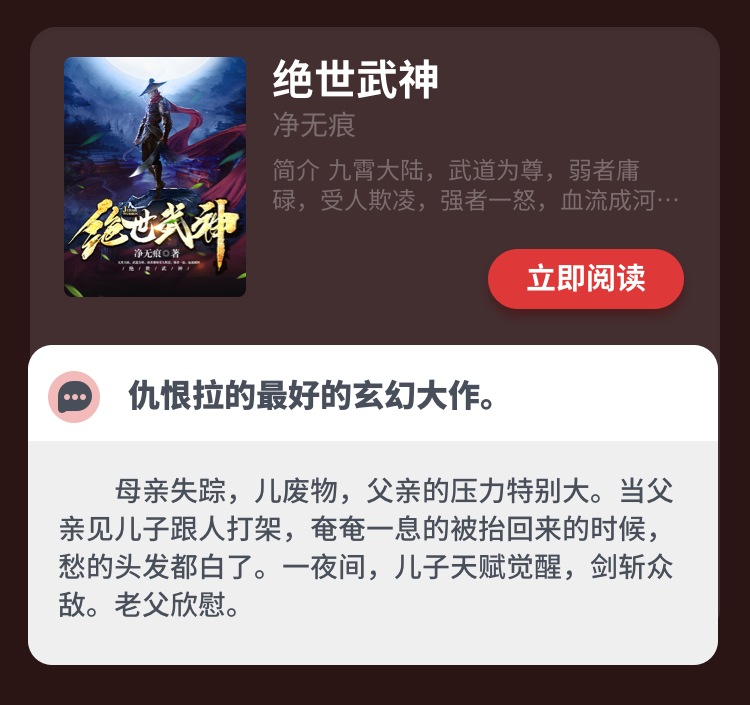 绝世武神
净无痕
简介 九霄大陆，武道为尊，弱者庸
碌，受人欺凌，强者一怒，血流成河…
绝世武神
净无痕◎著
/ 绝 / 世 / 武 / 神 /
立即阅读
仇恨拉的最好的玄幻大作。
母亲失踪，儿废物，父亲的压力特别大。当父
亲见儿子跟人打架，奄奄一息的被抬回来的时候，
愁的头发都白了。一夜间，儿子天赋觉醒，剑斩众
敌。老父欣慰。